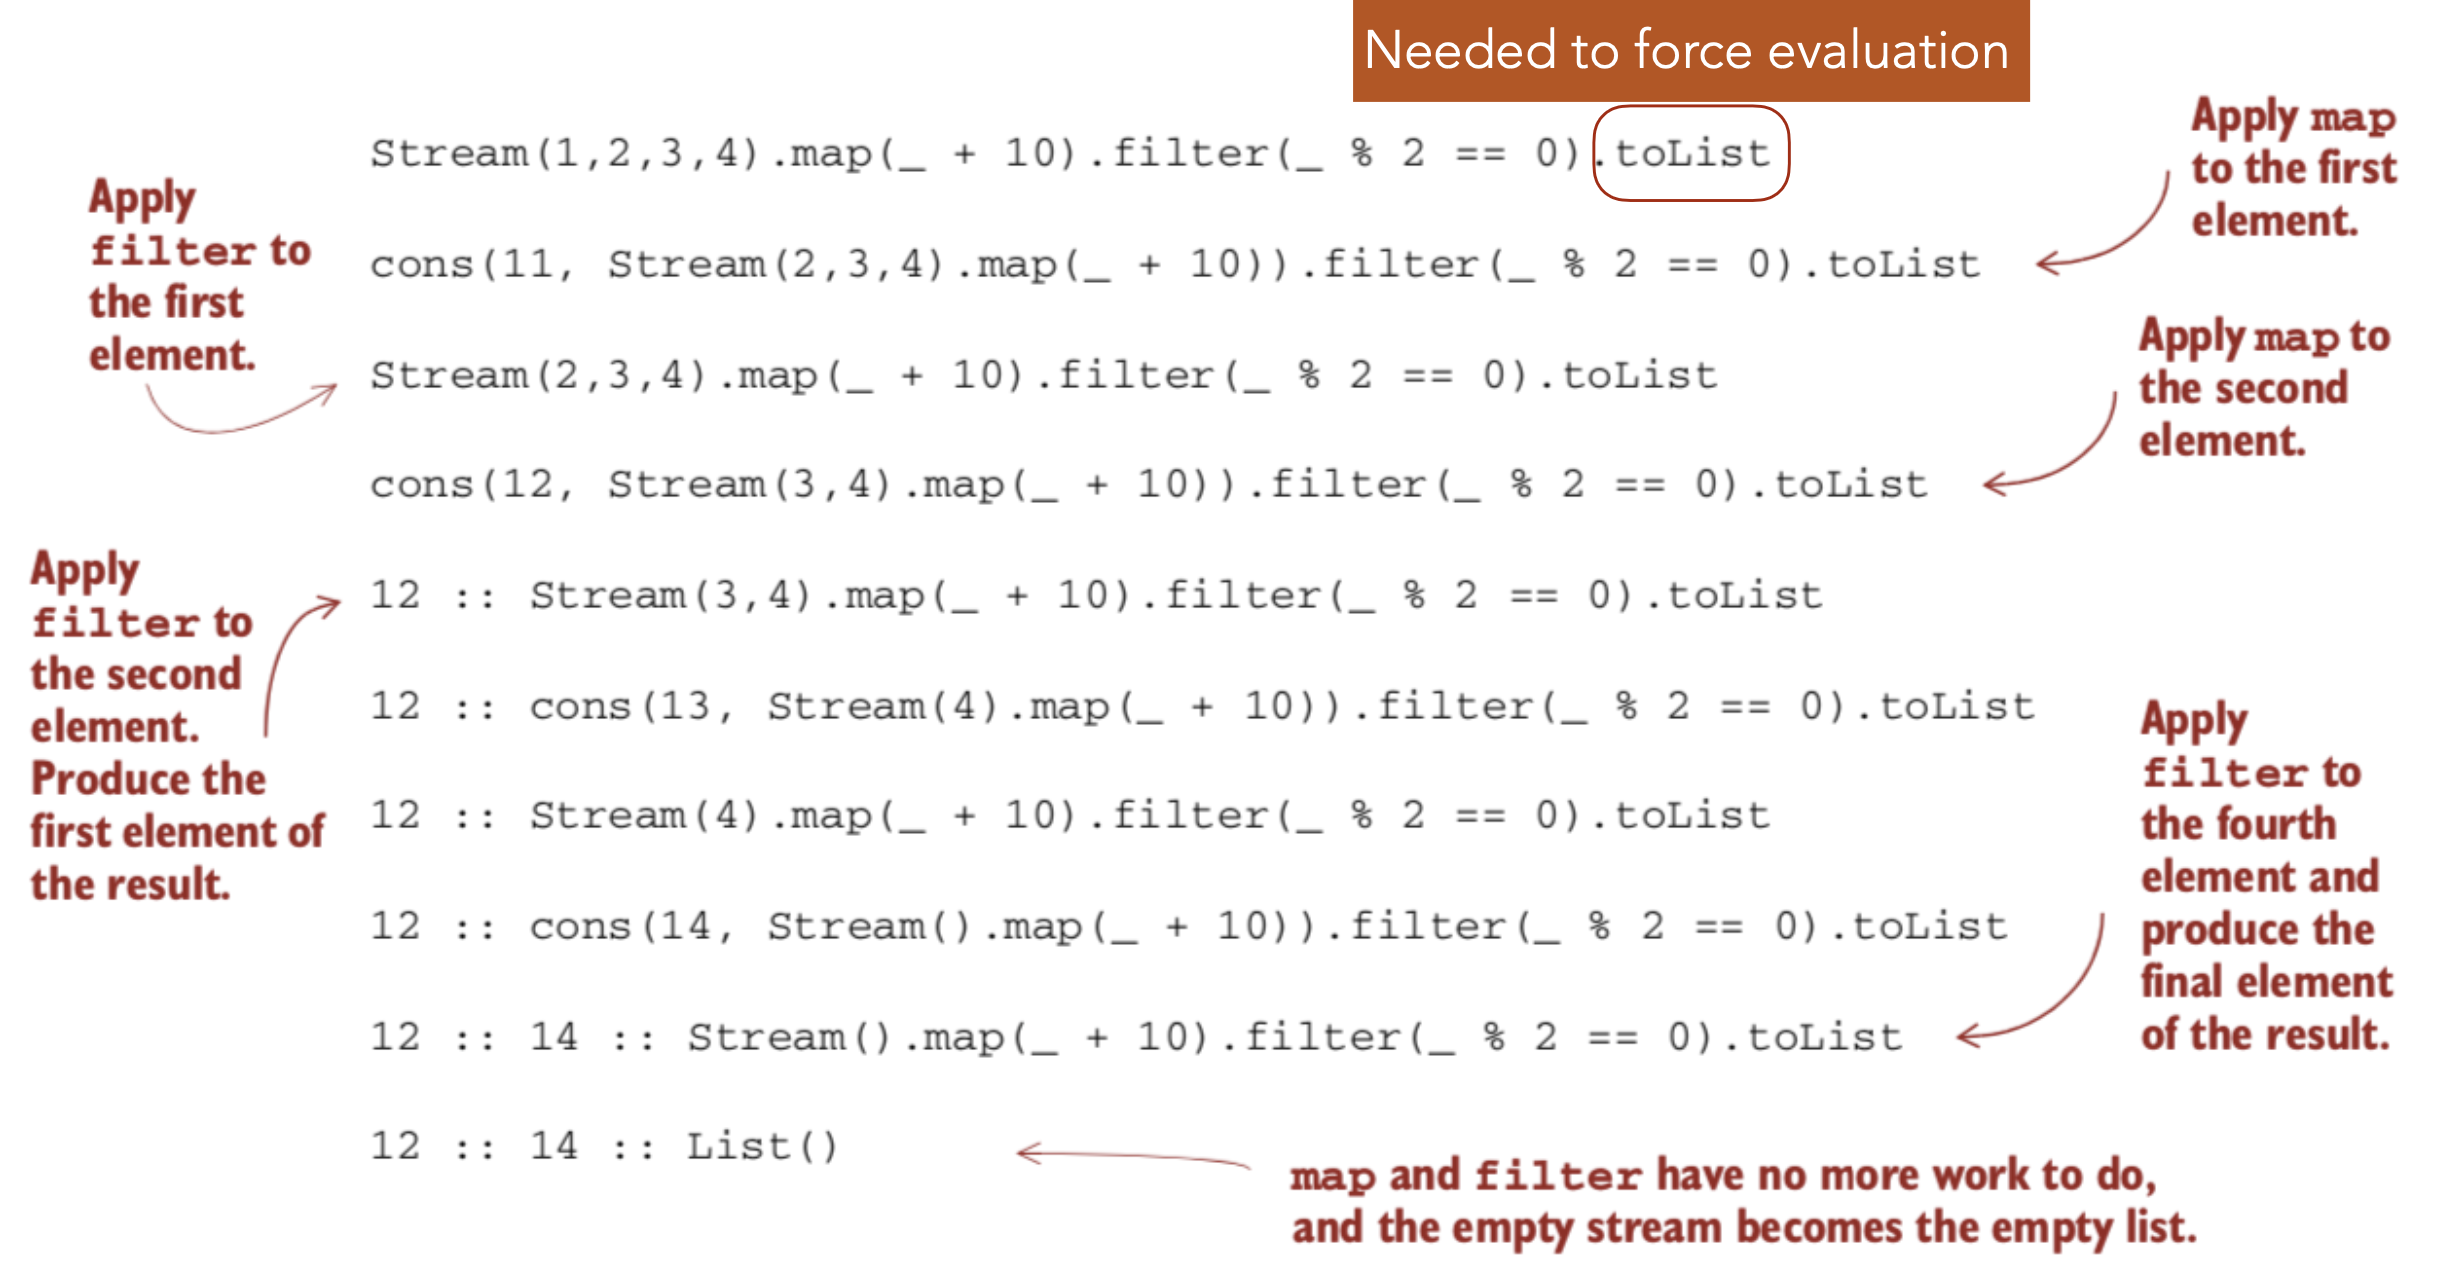 Needed to force evaluation
Stream(1,2,3,4).map(_ + 10).filter(_ % 2 == 0).toList
Apply map
to the first
element.
Apply
filter to
the first
element.
cons(11, Stream(2,3,4).map(_ + 10)).filter(_ % 2 == 0).toList
Stream(2,3,4).map(_ + 10).filter(_ % 2 == 0).toList
Apply map to
the second
element.
cons(12, Stream(3,4).map(_ + 10)).filter(_ % 2 == 0).toList
Apply
filter to
the second
element.
Produce the
first element of
the result.
12 :: Stream(3,4).map(_ + 10).filter(_ % 2 == 0).toList
12 :: cons(13, Stream(4).map(_ + 10)).filter(_ % 2 == 0).toList
12 :: Stream(4).map(_ + 10).filter(_ % 2 == 0).toList
12 :: cons(14, Stream().map(_ + 10)).filter(_ % 2 == 0).toList
Apply
filter to
the fourth
element and
produce the
final element
of the result.
12 :: 14 :: Stream().map(_ + 10).filter(_ % 2 == 0).toList
12 :: 14 :: List()
map and filter have no more work to do,
and the empty stream becomes the empty list.